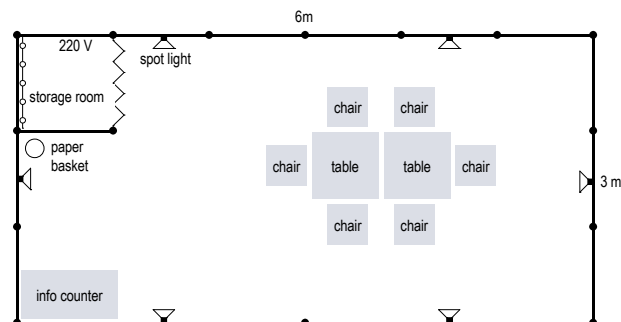 6m
220 V
spot light
storage room
chair
chair
paper
basket
chair
table
table
chair
3 m
chair
chair
info counter